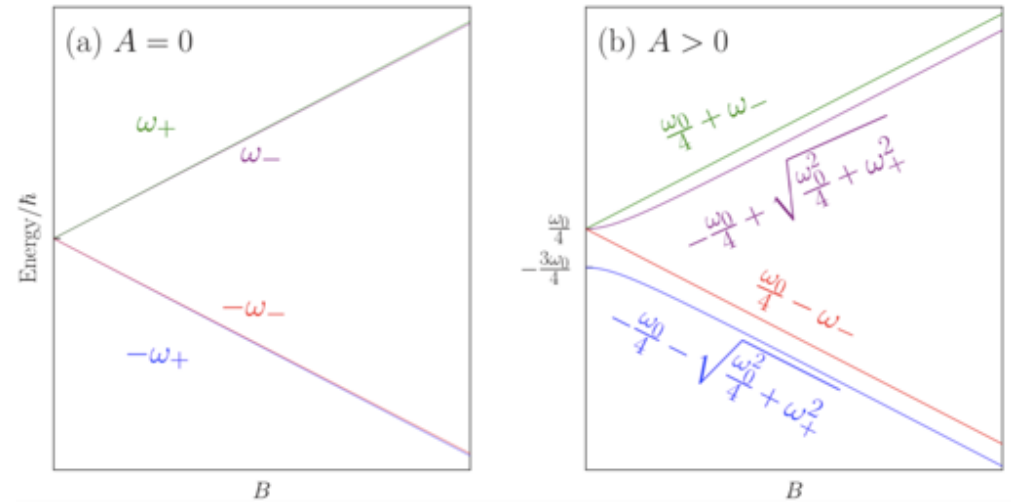 (a) A = 0
ω₊
ω₋
−ω₋
−ω₊
Energy/ħ
B
(b) A > 0
ω₀/4 + ω₋
−ω₀/4 + √(ω₀²/4 + ω₊²)
ω₀/4
−3ω₀/4
ω₀/4 − ω₋
−ω₀/4 − √(ω₀²/4 + ω₊²)
B